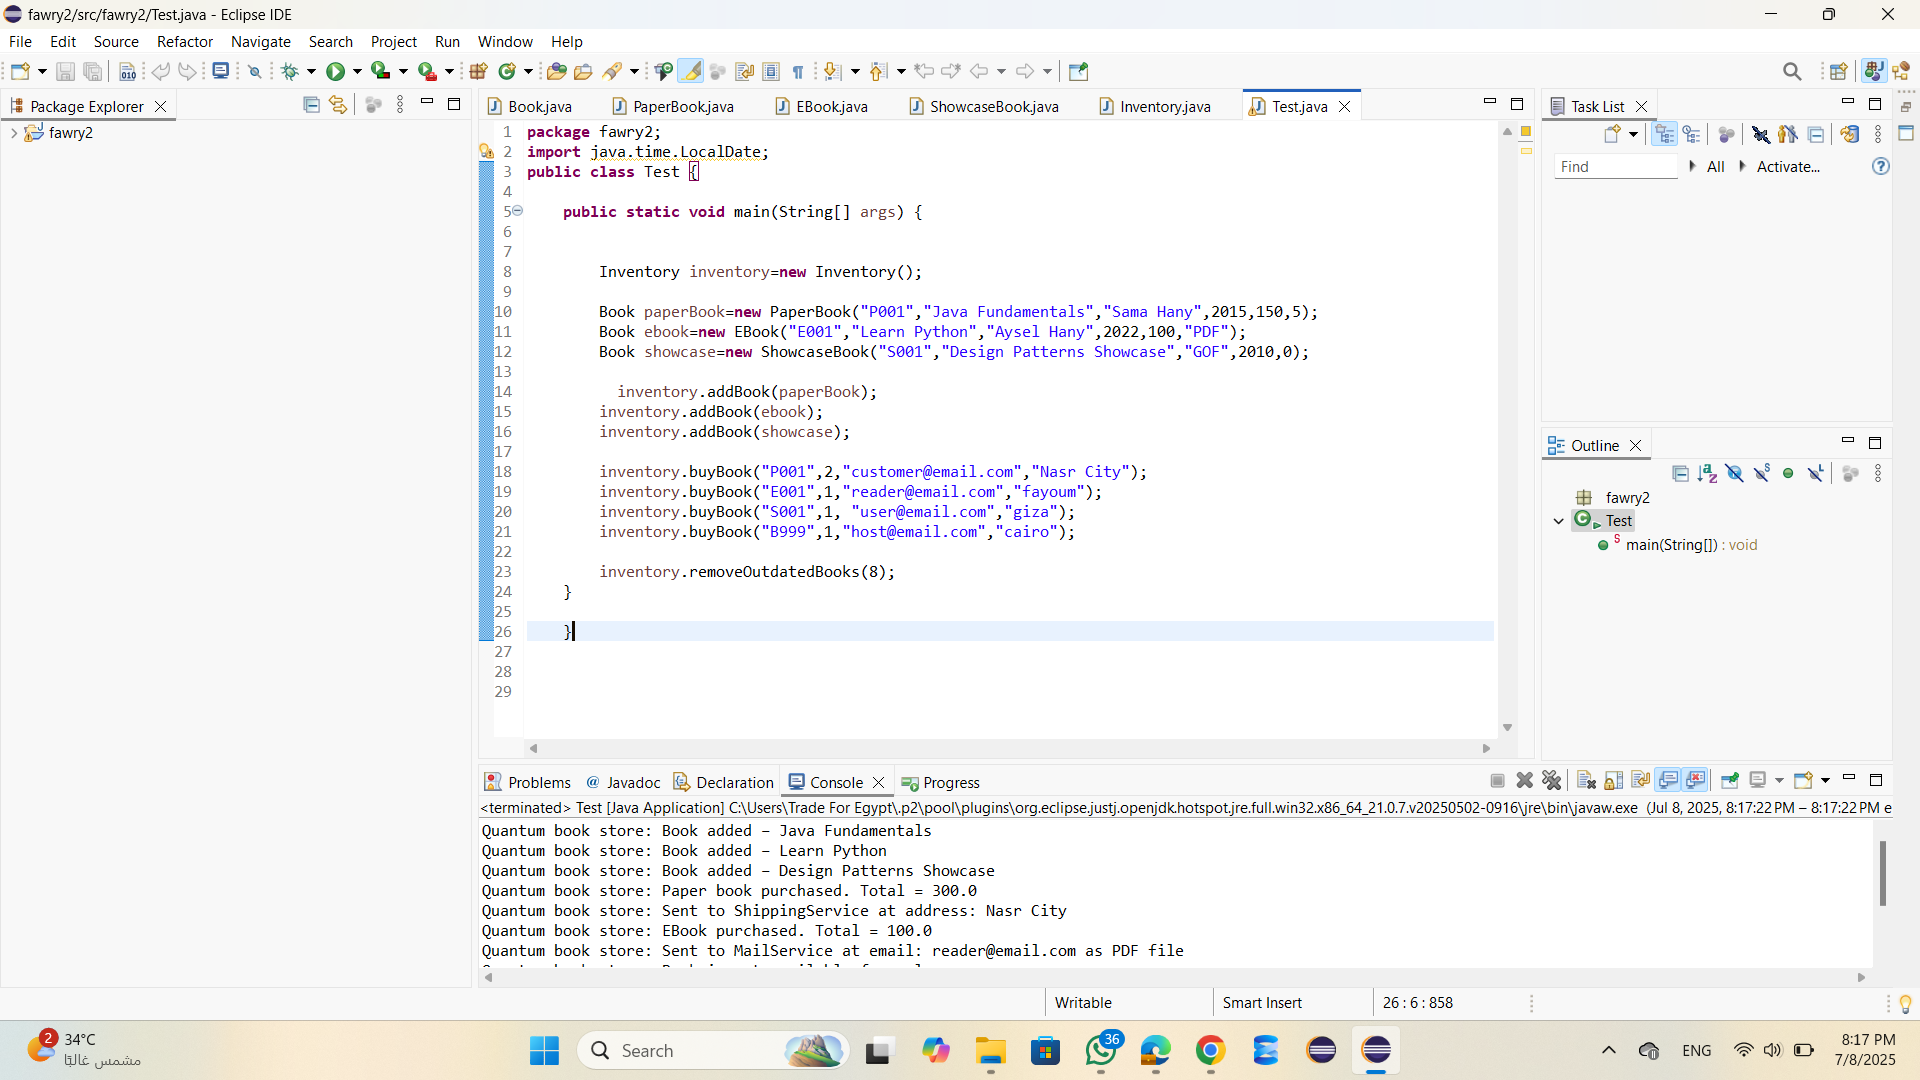 fawry2/src/fawry2/Test.java - Eclipse IDE
File Edit Source Refactor Navigate Search Project Run Window Help
Package Explorer
fawry2
Book.java PaperBook.java EBook.java ShowcaseBook.java Inventory.java Test.java
1 package fawry2;
2 import java.time.LocalDate;
3 public class Test {
4
5 public static void main(String[] args) {
6
7
8 Inventory inventory=new Inventory();
9
10 Book paperBook=new PaperBook("P001","Java Fundamentals","Sama Hany",2015,150,5);
11 Book ebook=new EBook("E001","Learn Python","Aysel Hany",2022,100,"PDF");
12 Book showcase=new ShowcaseBook("S001","Design Patterns Showcase","GOF",2010,0);
13
14 inventory.addBook(paperBook);
15 inventory.addBook(ebook);
16 inventory.addBook(showcase);
17
18 inventory.buyBook("P001",2,"customer@email.com","Nasr City");
19 inventory.buyBook("E001",1,"reader@email.com","fayoum");
20 inventory.buyBook("S001",1, "user@email.com","giza");
21 inventory.buyBook("B999",1,"host@email.com","cairo");
22
23 inventory.removeOutdatedBooks(8);
24 }
25
26 }
27
28
29
Task List
Find All Activate...
Outline
fawry2
Test
main(String[]) : void
Problems @ Javadoc Declaration Console Progress
<terminated> Test [Java Application] C:\Users\Trade For Egypt\.p2\pool\plugins\org.eclipse.justj.openjdk.hotspot.jre.full.win32.x86_64_21.0.7.v20250502-0916\jre\bin\javaw.exe (Jul 8, 2025, 8:17:22 PM – 8:17:22 PM e
Quantum book store: Book added – Java Fundamentals
Quantum book store: Book added – Learn Python
Quantum book store: Book added – Design Patterns Showcase
Quantum book store: Paper book purchased. Total = 300.0
Quantum book store: Sent to ShippingService at address: Nasr City
Quantum book store: EBook purchased. Total = 100.0
Quantum book store: Sent to MailService at email: reader@email.com as PDF file
Writable Smart Insert 26 : 6 : 858
2
34°C
مشمس غالبًا
Search
36
ENG
8:17 PM
7/8/2025